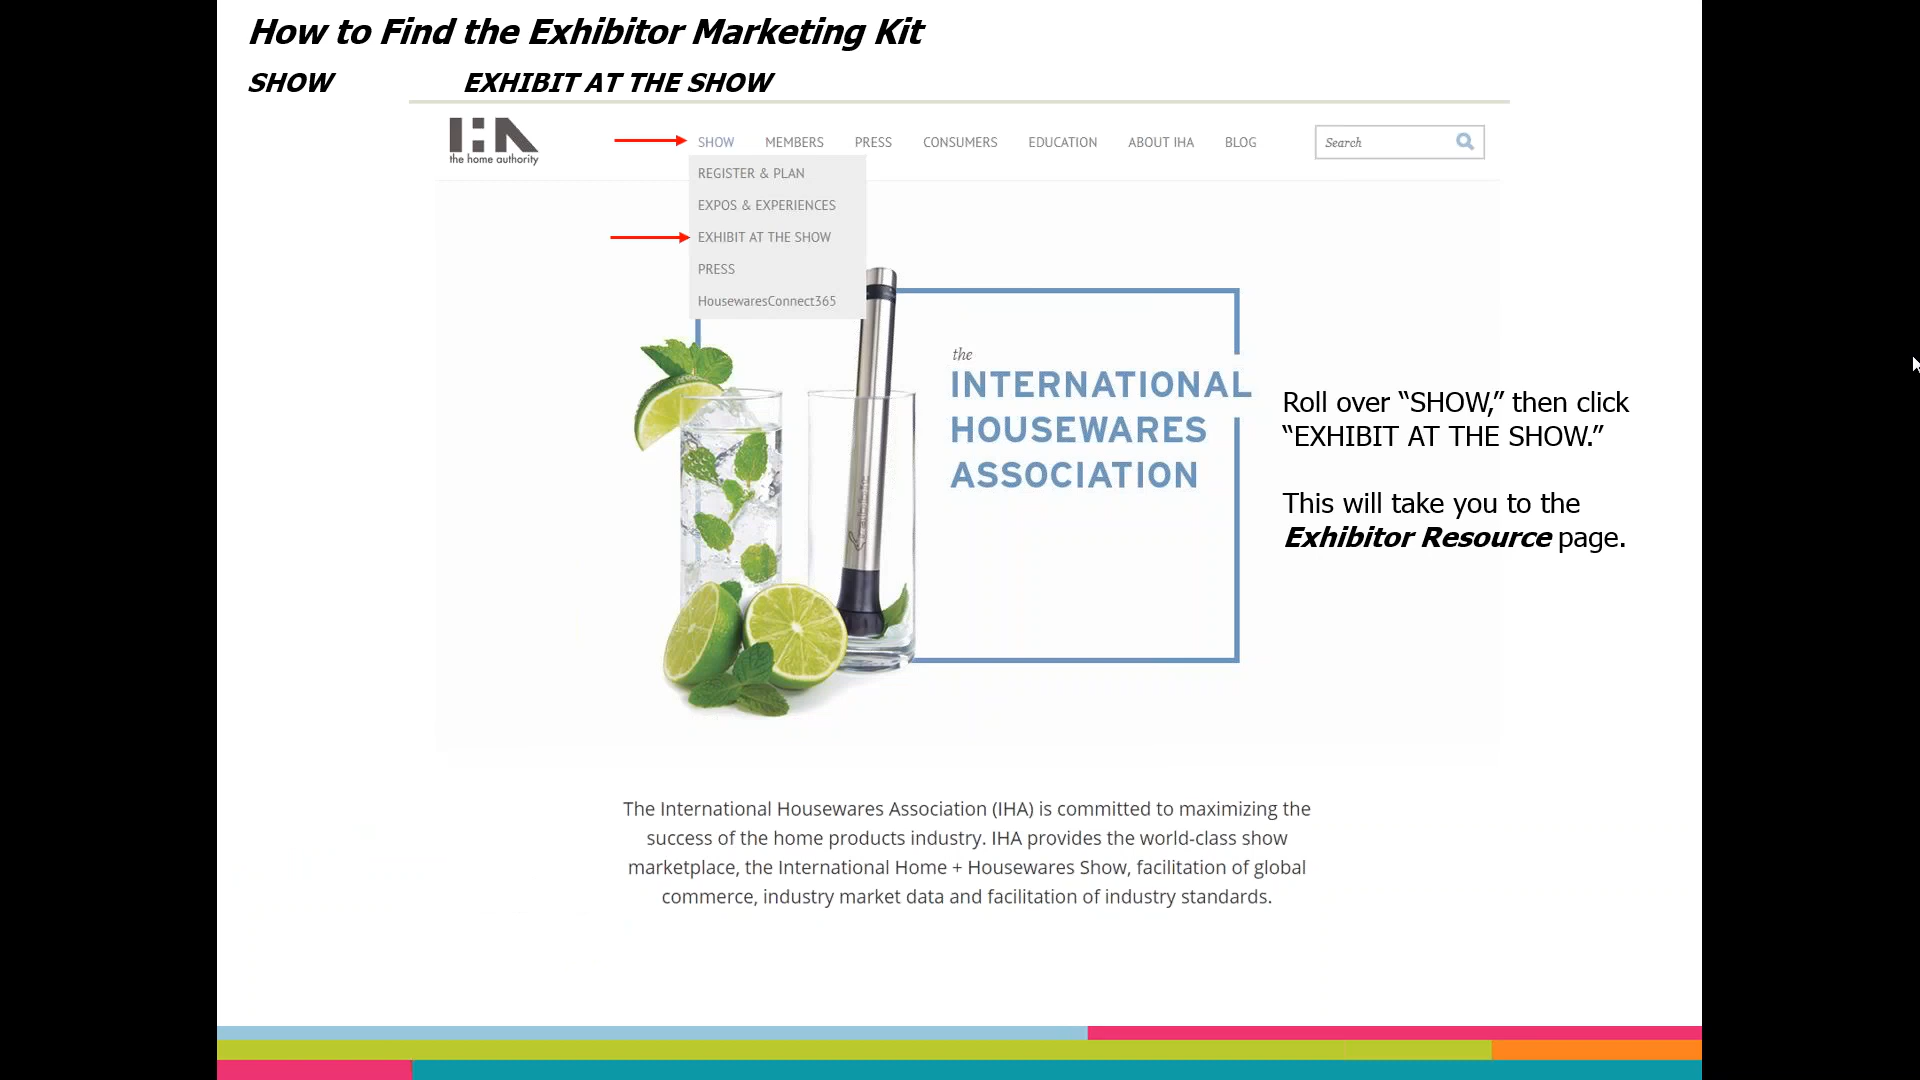 How to Find the Exhibitor Marketing Kit
SHOW EXHIBIT AT THE SHOW
IHA
the home authority
SHOW MEMBERS PRESS CONSUMERS EDUCATION ABOUT IHA BLOG
Search
REGISTER & PLAN
EXPOS & EXPERIENCES
EXHIBIT AT THE SHOW
PRESS
HousewaresConnect365
the
INTERNATIONAL
HOUSEWARES
ASSOCIATION
Roll over “SHOW,” then click
“EXHIBIT AT THE SHOW.”
This will take you to the
Exhibitor Resource page.
The International Housewares Association (IHA) is committed to maximizing the
success of the home products industry. IHA provides the world-class show
marketplace, the International Home + Housewares Show, facilitation of global
commerce, industry market data and facilitation of industry standards.